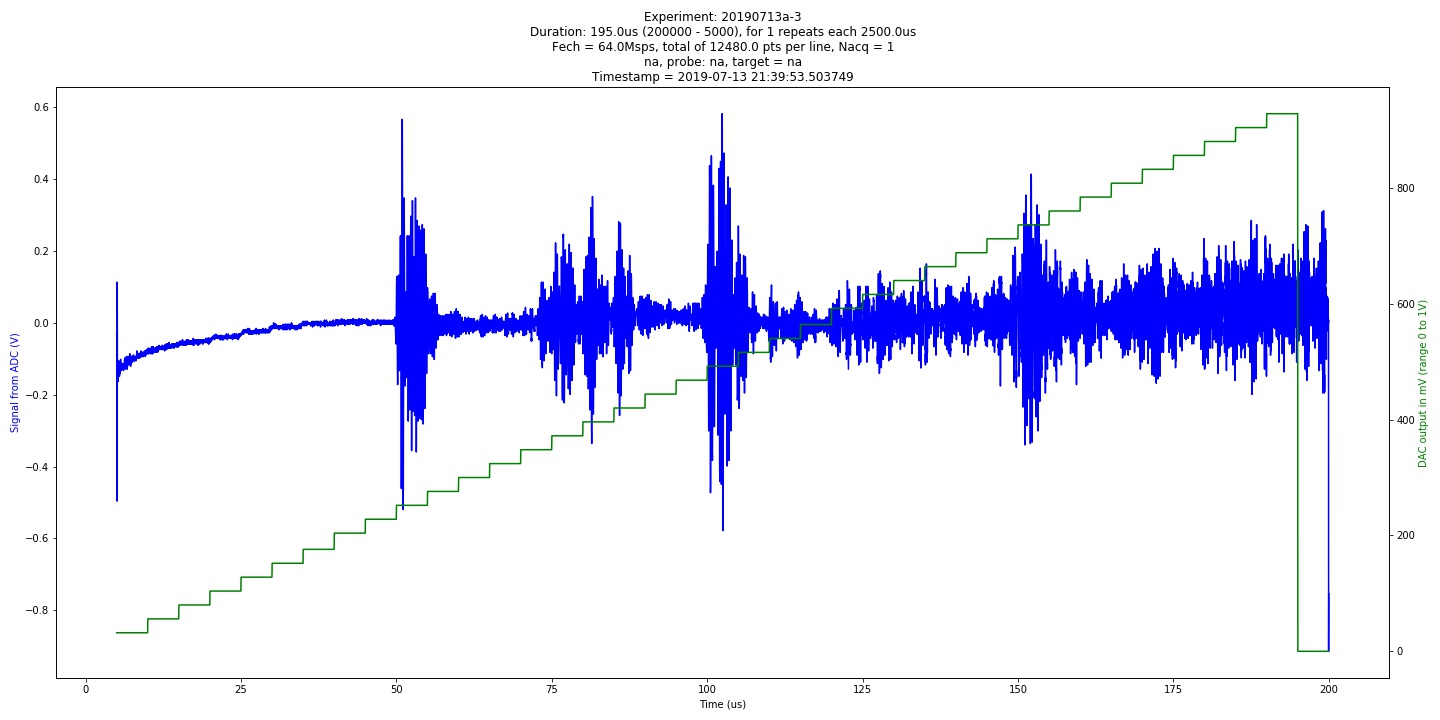 Experiment: 20190713a-3
Duration: 195.0us (200000 - 5000), for 1 repeats each 2500.0us
Fech = 64.0Msps, total of 12480.0 pts per line, Nacq = 1
na, probe: na, target = na
Timestamp = 2019-07-13 21:39:53.503749
0.6
0.4
0.2
0.0
−0.2
−0.4
−0.6
−0.8
Signal from ADC (V)
800
600
400
200
0
DAC output in mV (range 0 to 1V)
0 25 50 75 100 125 150 175 200
Time (us)